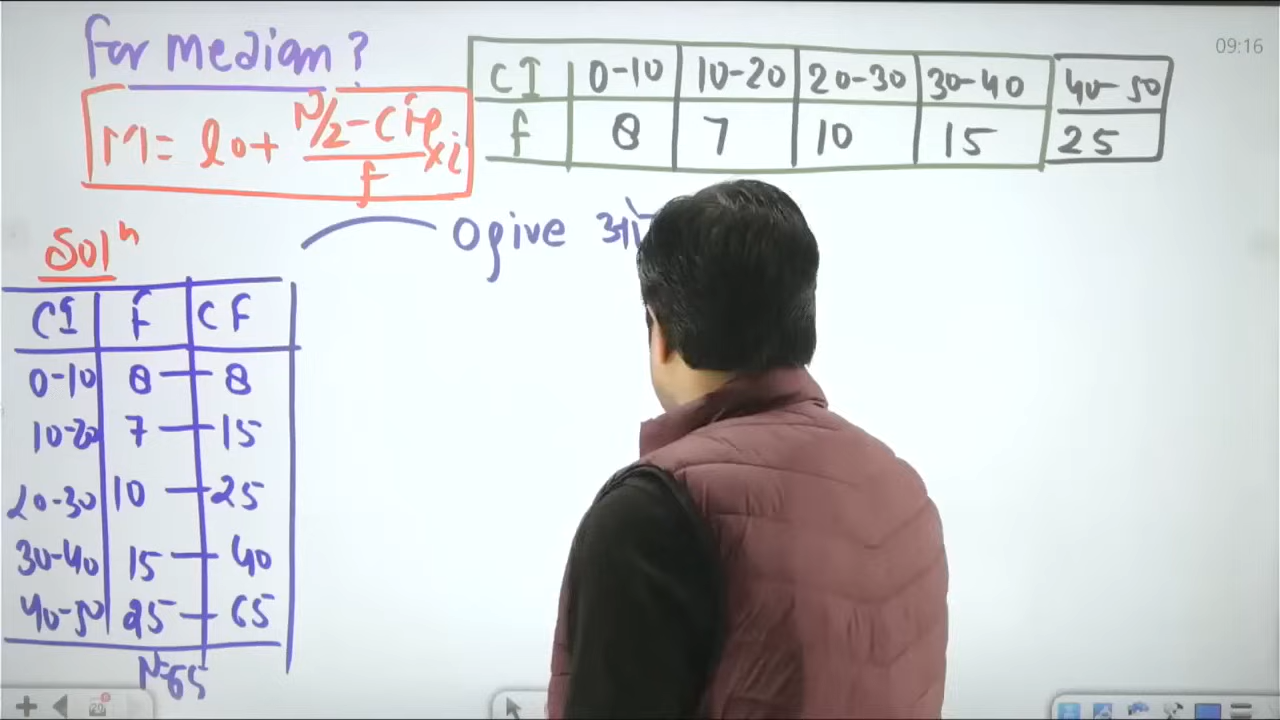 09:16
For Median ?
M = lo + N/2 - CFp / f × i
CI 0-10 10-20 20-30 30-40 40-50
f 8 7 10 15 25
Ogive
Solⁿ
CI F CF
0-10 8 8
10-20 7 15
20-30 10 25
30-40 15 40
40-50 25 65
N=65